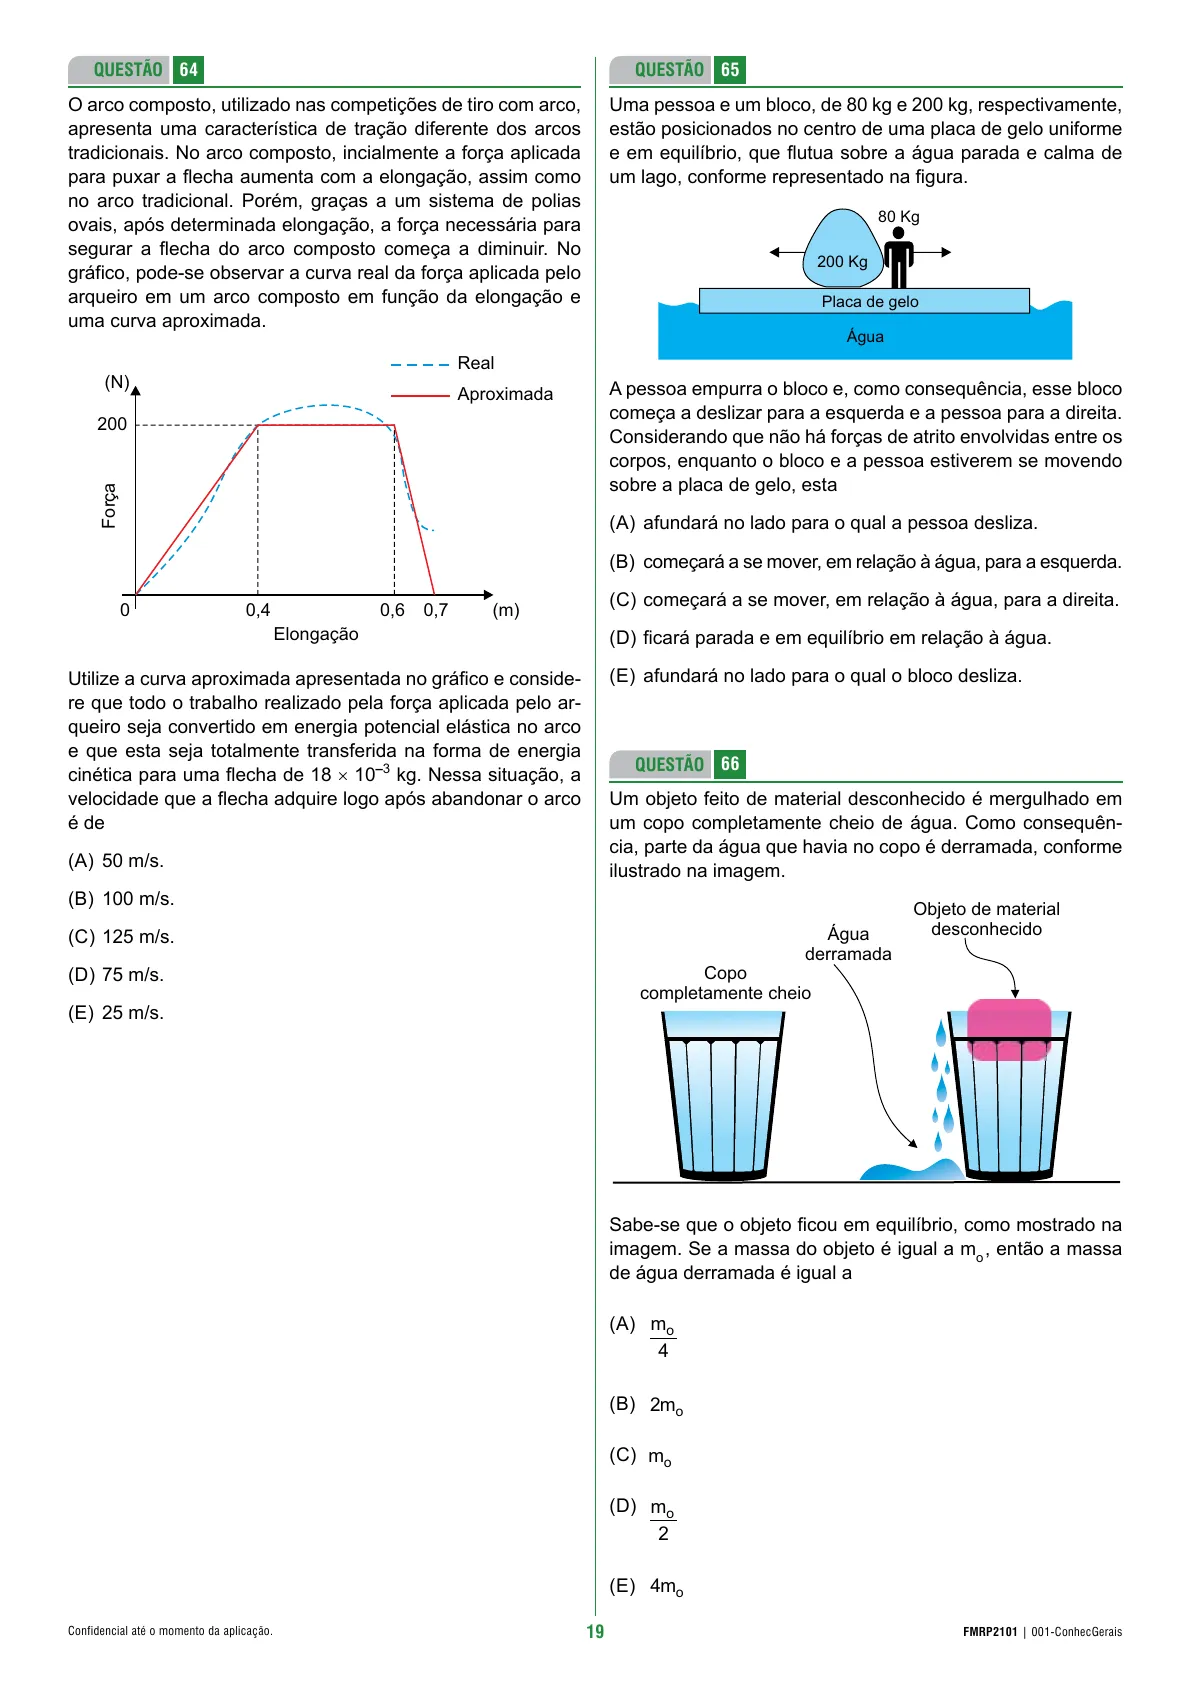 QUESTÃO 64
O arco composto, utilizado nas competições de tiro com arco,
apresenta uma característica de tração diferente dos arcos
tradicionais. No arco composto, incialmente a força aplicada
para puxar a flecha aumenta com a elongação, assim como
no arco tradicional. Porém, graças a um sistema de polias
ovais, após determinada elongação, a força necessária para
segurar a flecha do arco composto começa a diminuir. No
gráfico, pode-se observar a curva real da força aplicada pelo
arqueiro em um arco composto em função da elongação e
uma curva aproximada.
Real
Aproximada
(N)
200
Força
0 0,4 0,6 0,7 (m)
Elongação
Utilize a curva aproximada apresentada no gráfico e conside-
re que todo o trabalho realizado pela força aplicada pelo ar-
queiro seja convertido em energia potencial elástica no arco
e que esta seja totalmente transferida na forma de energia
cinética para uma flecha de 18 × 10⁻³ kg. Nessa situação, a
velocidade que a flecha adquire logo após abandonar o arco
é de
(A) 50 m/s.
(B) 100 m/s.
(C) 125 m/s.
(D) 75 m/s.
(E) 25 m/s.
QUESTÃO 65
Uma pessoa e um bloco, de 80 kg e 200 kg, respectivamente,
estão posicionados no centro de uma placa de gelo uniforme
e em equilíbrio, que flutua sobre a água parada e calma de
um lago, conforme representado na figura.
80 Kg
200 Kg
Placa de gelo
Água
A pessoa empurra o bloco e, como consequência, esse bloco
começa a deslizar para a esquerda e a pessoa para a direita.
Considerando que não há forças de atrito envolvidas entre os
corpos, enquanto o bloco e a pessoa estiverem se movendo
sobre a placa de gelo, esta
(A) afundará no lado para o qual a pessoa desliza.
(B) começará a se mover, em relação à água, para a esquerda.
(C) começará a se mover, em relação à água, para a direita.
(D) ficará parada e em equilíbrio em relação à água.
(E) afundará no lado para o qual o bloco desliza.
QUESTÃO 66
Um objeto feito de material desconhecido é mergulhado em
um copo completamente cheio de água. Como consequên-
cia, parte da água que havia no copo é derramada, conforme
ilustrado na imagem.
Objeto de material
desconhecido
Água
derramada
Copo
completamente cheio
Sabe-se que o objeto ficou em equilíbrio, como mostrado na
imagem. Se a massa do objeto é igual a mₒ, então a massa
de água derramada é igual a
(A) mₒ
4
(B) 2mₒ
(C) mₒ
(D) mₒ
2
(E) 4mₒ
Confidencial até o momento da aplicação.
19
FMRP2101 | 001-ConhecGerais